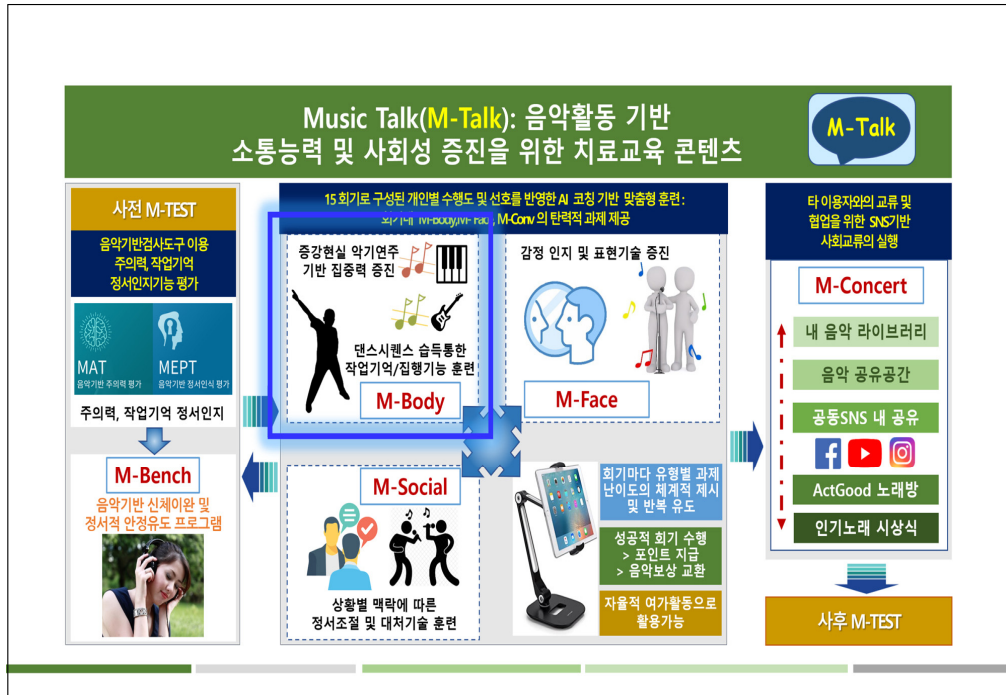 Music Talk(M-Talk): 음악활동 기반
소통능력 및 사회성 증진을 위한 치료교육 콘텐츠
M-Talk
사전 M-TEST
음악기반검사도구 이용
주의력, 작업기억
정서인지기능 평가
MAT
음악기반 주의력 평가
MEPT
음악기반 정서인식 평가
주의력, 작업기억 정서인지
M-Bench
음악기반 신체이완 및
정서적 안정유도 프로그램
15 회기로 구성된 개인별 수행도 및 선호를 반영한 AI 코칭 기반 맞춤형 훈련 :
회기내 M-Body,M- Face, M-Conv 의 탄력적 과제 제공
증강현실 악기연주
기반 집중력 증진
댄스시퀜스 습득통한
작업기억/집행기능 훈련
M-Body
감정 인지 및 표현기술 증진
M-Face
M-Social
상황별 맥락에 따른
정서조절 및 대처기술 훈련
회기마다 유형별 과제
난이도의 체계적 제시
및 반복 유도
성공적 회기 수행
> 포인트 지급
> 음악보상 교환
자율적 여가활동으로
활용가능
타 이용자와의 교류 및
협업을 위한 SNS기반
사회교류의 실행
M-Concert
내 음악 라이브러리
음악 공유공간
공동SNS 내 공유
ActGood 노래방
인기노래 시상식
사후 M-TEST